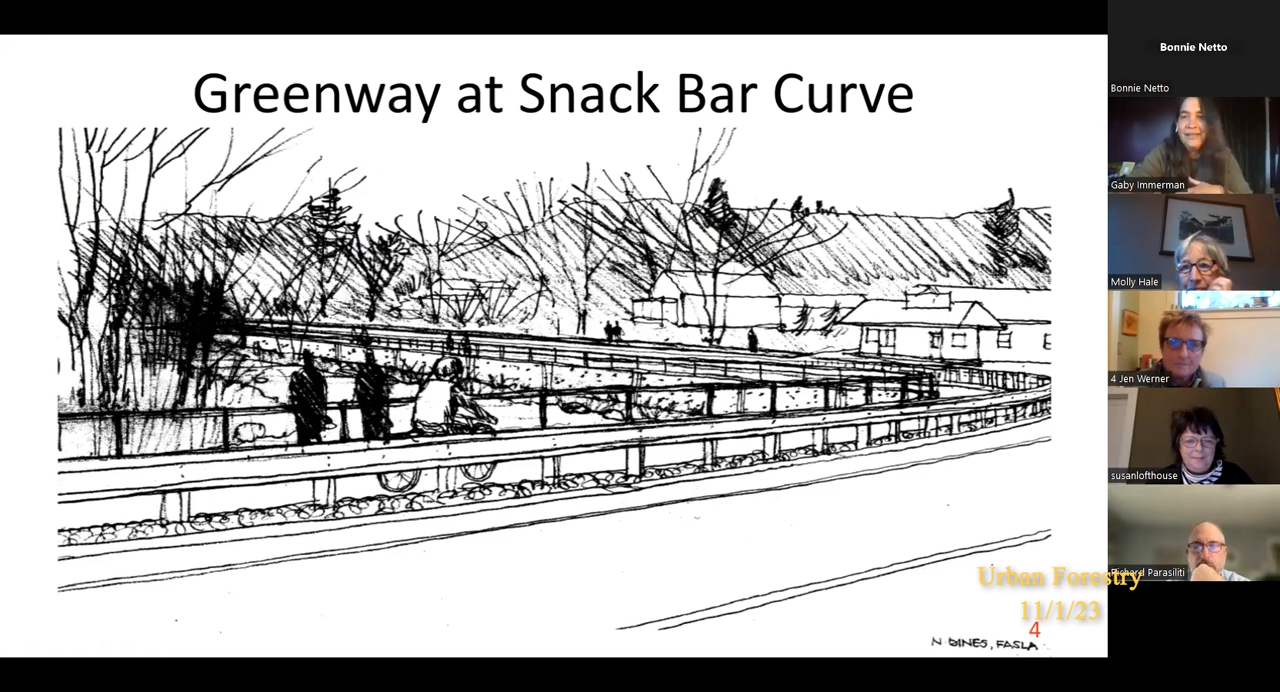 Greenway at Snack Bar Curve
Bonnie Netto
Bonnie Netto
Gaby Immerman
Molly Hale
4 Jen Werner
susanlofthouse
Richard Parasiliti
Urban Forestry
11/1/23
4
N DINES, FASLA